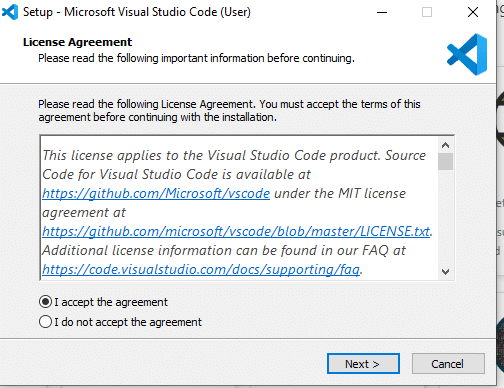 Setup - Microsoft Visual Studio Code (User)
License Agreement
Please read the following important information before continuing.
Please read the following License Agreement. You must accept the terms of this
agreement before continuing with the installation.
This license applies to the Visual Studio Code product. Source
Code for Visual Studio Code is available at
https://github.com/Microsoft/vscode under the MIT license
agreement at
https://github.com/microsoft/vscode/blob/master/LICENSE.txt.
Additional license information can be found in our FAQ at
https://code.visualstudio.com/docs/supporting/faq.
I accept the agreement
I do not accept the agreement
Next >
Cancel